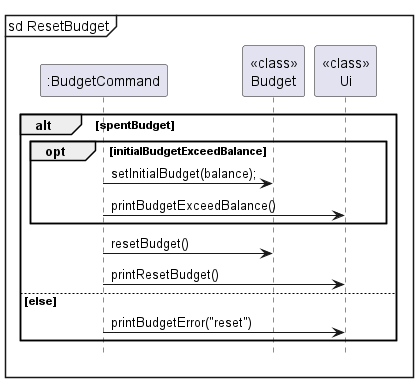 sd ResetBudget
:BudgetCommand
«class»
Budget
«class»
Ui
alt [spentBudget]
opt [initialBudgetExceedBalance]
setInitialBudget(balance);
printBudgetExceedBalance()
resetBudget()
printResetBudget()
[else]
printBudgetError("reset")